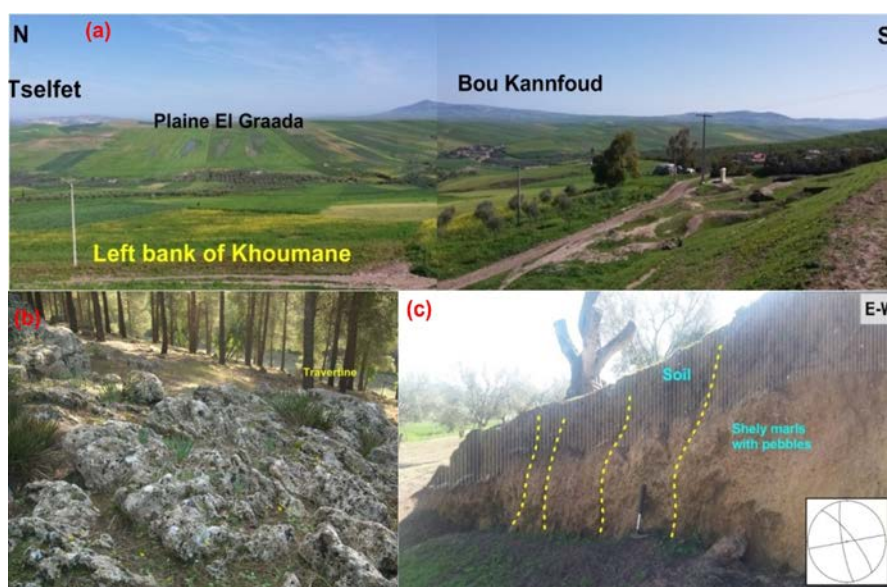 N
(a)
S
Tselfet
Bou Kannfoud
Plaine El Graada
Left bank of Khoumane
(b)
Travertine
(c)
E-W
Soil
Shely marls
with pebbles